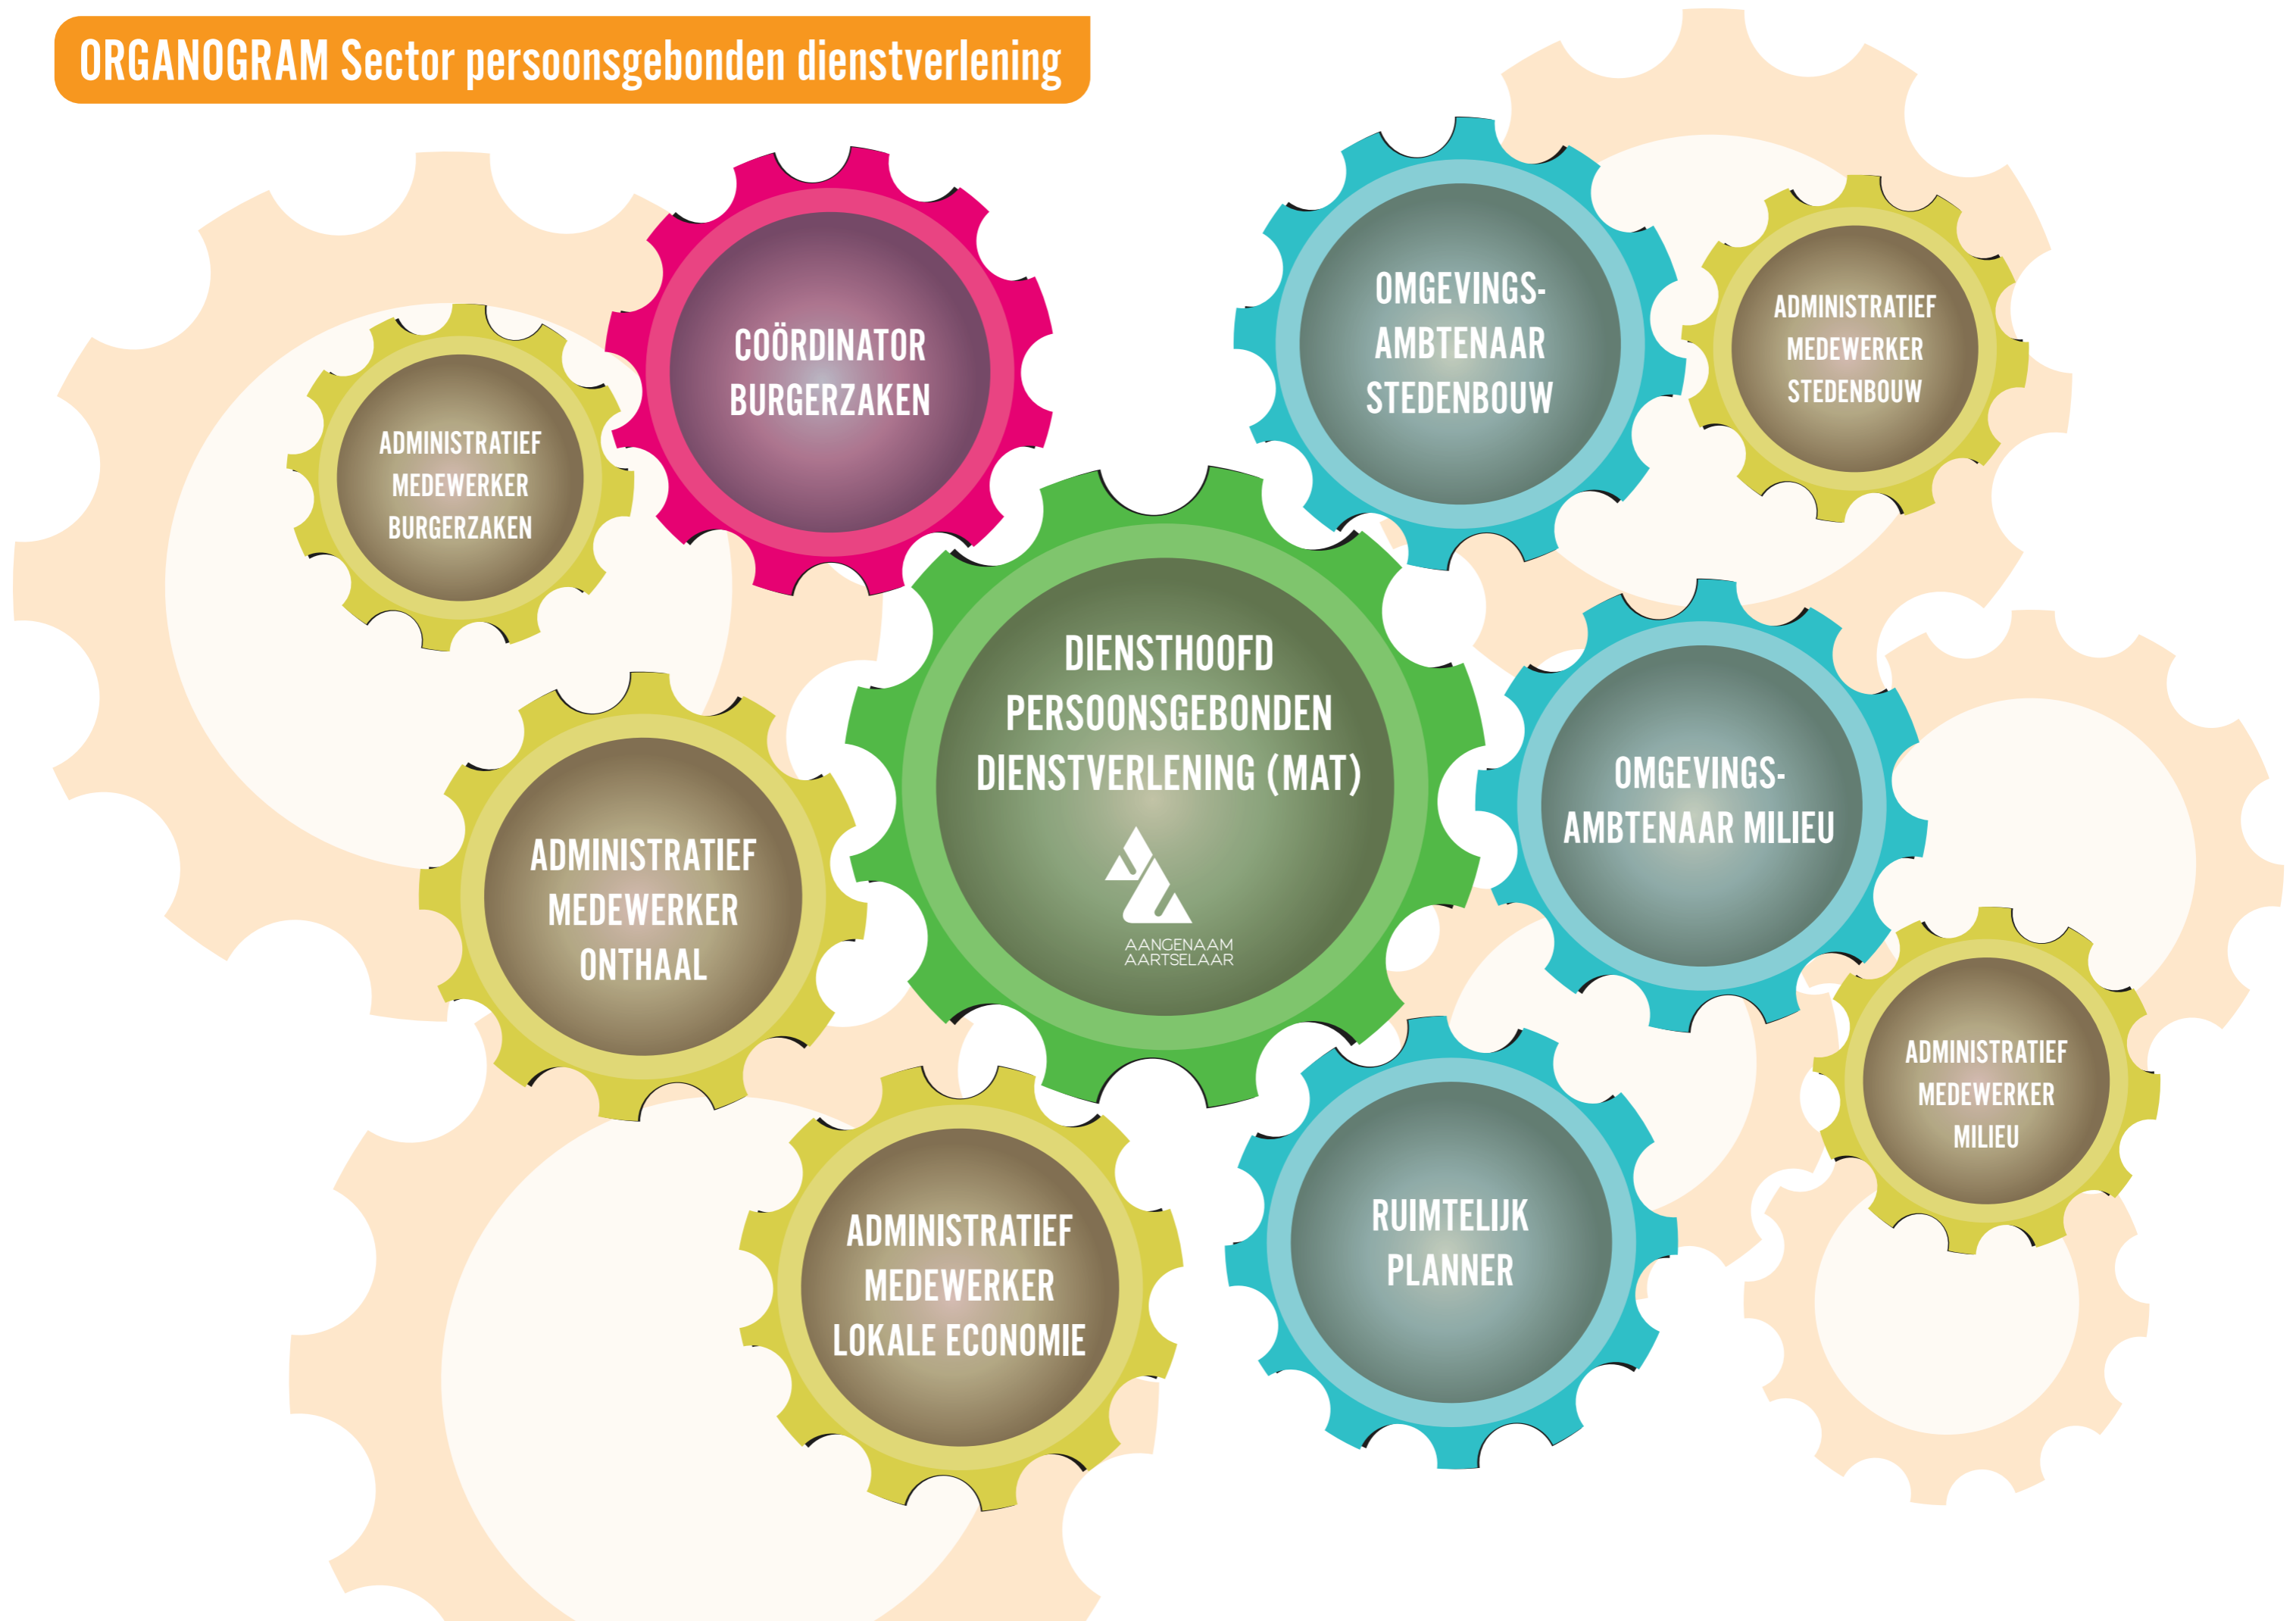 ORGANOGRAM Sector persoonsgebonden dienstverlening
COÖRDINATOR
BURGERZAKEN
ADMINISTRATIEF
MEDEWERKER
BURGERZAKEN
OMGEVINGS-
AMBTENAAR
STEDENBOUW
ADMINISTRATIEF
MEDEWERKER
STEDENBOUW
DIENSTHOOFD
PERSOONSGEBONDEN
DIENSTVERLENING (MAT)
AANGENAAM
AARTSELAAR
OMGEVINGS-
AMBTENAAR MILIEU
ADMINISTRATIEF
MEDEWERKER
ONTHAAL
ADMINISTRATIEF
MEDEWERKER
MILIEU
ADMINISTRATIEF
MEDEWERKER
LOKALE ECONOMIE
RUIMTELIJK
PLANNER